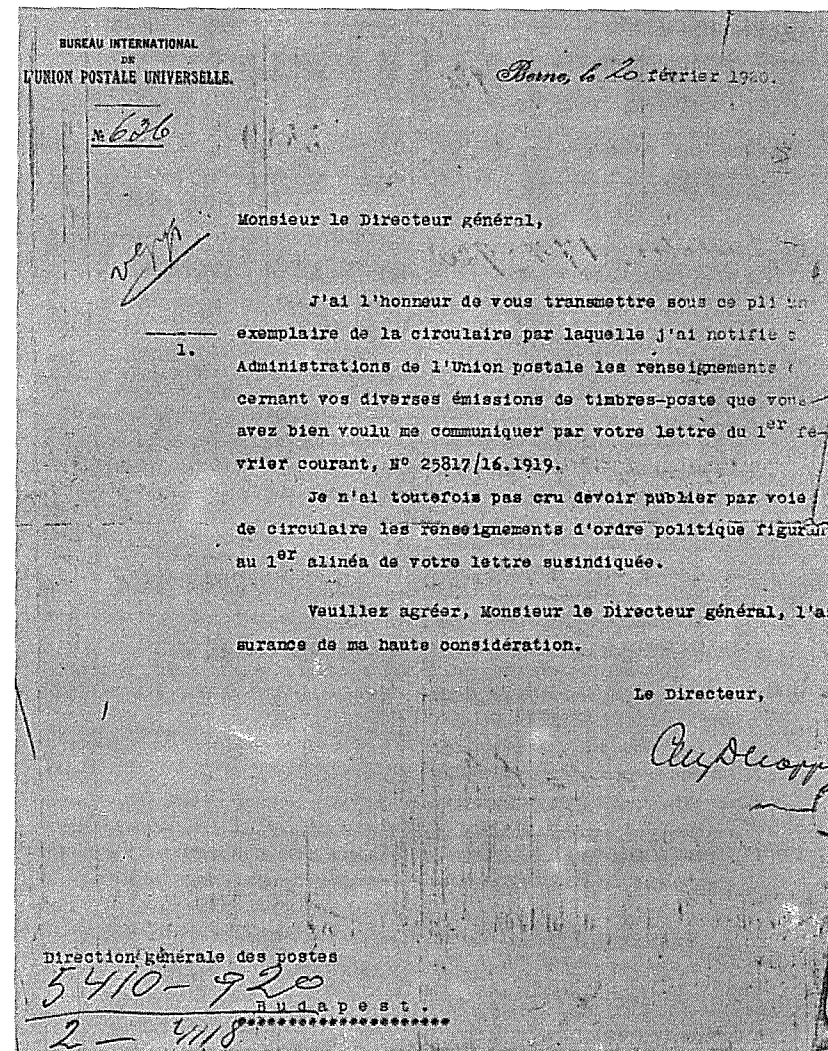 BUREAU INTERNATIONAL
DE
L'UNION POSTALE UNIVERSELLE.
Berne, le 20 février 1920.
№ 636
Monsieur le Directeur général,
J'ai l'honneur de vous transmettre sous ce pli un
exemplaire de la circulaire par laquelle j'ai notifié
1.
Administrations de l'Union postale les renseignements
cernant vos diverses émissions de timbres-poste que vous
avez bien voulu me communiquer par votre lettre du 1er fé-
vrier courant, Nº 25817/16.1919.
Je n'ai toutefois pas cru devoir publier par voie
de circulaire les renseignements d'ordre politique figuran
au 1er alinéa de votre lettre susindiquée.
Veuillez agréer, Monsieur le Directeur général, l'as
surance de ma haute considération.
Le Directeur,
Direction générale des postes
5410-920
Budapest.
2 - 4118